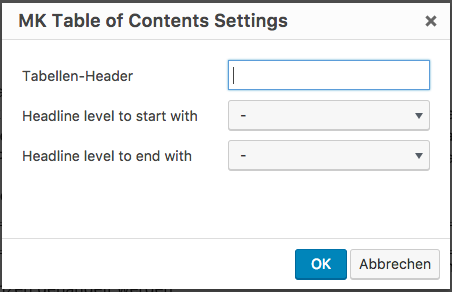 MK Table of Contents Settings ×
Tabellen-Header
Headline level to start with -
Headline level to end with -
OK Abbrechen